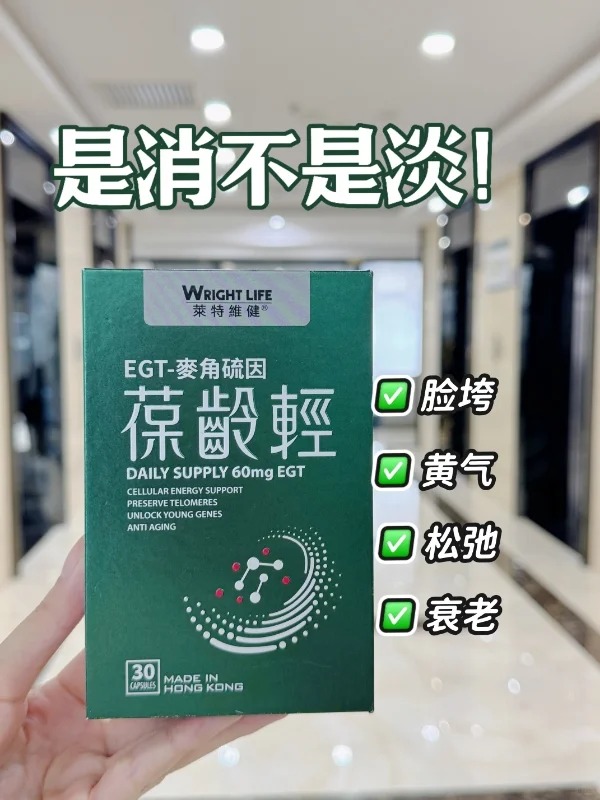 是消不是淡!
WRIGHT LIFE
萊特維健®
EGT-麥角硫因
葆齡輕
DAILY SUPPLY 60mg EGT
CELLULAR ENERGY SUPPORT
PRESERVE TELOMERES
UNLOCK YOUNG GENES
ANTI AGING
✅脸垮
✅黄气
✅松弛
✅衰老
30
CAPSULES
MADE IN
HONG KONG